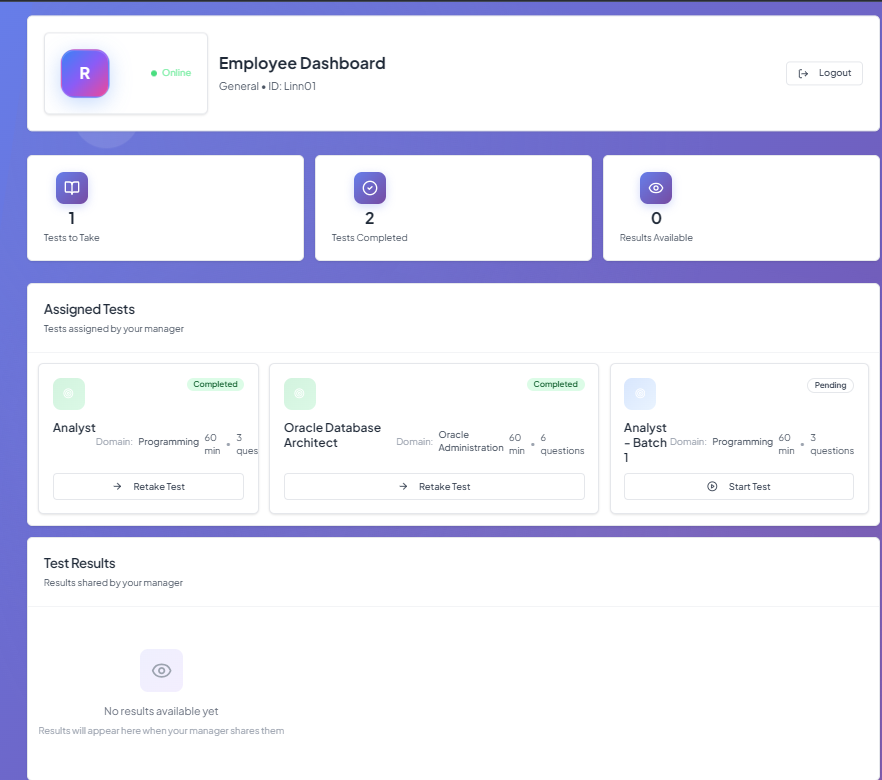 R
Online
Employee Dashboard
General • ID: Linn01
Logout
1
Tests to Take
2
Tests Completed
0
Results Available
Assigned Tests
Tests assigned by your manager
Completed
Analyst
Domain: Programming 60 min • 3 ques
Retake Test
Completed
Oracle Database
Architect
Domain: Oracle Administration 60 min • 6 questions
Retake Test
Pending
Analyst
- Batch
1
Domain: Programming 60 min • 3 questions
Start Test
Test Results
Results shared by your manager
No results available yet
Results will appear here when your manager shares them